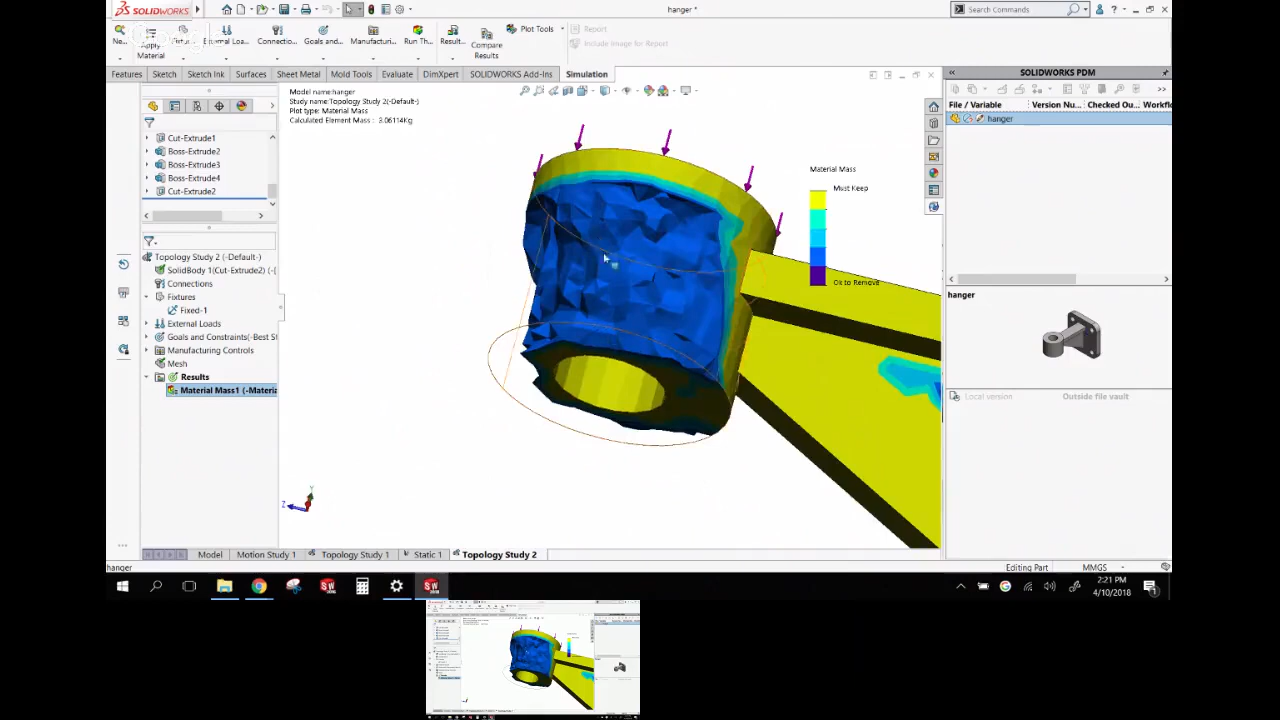 SOLIDWORKS
hanger *
Search Commands
Ne...
Apply
Material
Fixtur...
External Loa...
Connectio...
Goals and...
Manufacturi...
Run Th...
Result...
Compare
Results
Plot Tools
Report
Include Image for Report
Features
Sketch
Sketch Ink
Surfaces
Sheet Metal
Mold Tools
Evaluate
DimXpert
SOLIDWORKS Add-Ins
Simulation
SOLIDWORKS PDM
File / Variable
Version Nu...
Checked Ou...
Workflc
hanger
Model name:hanger
Study name:Topology Study 2(-Default-)
Plot type: Material Mass
Calculated Element Mass : 3.06114Kg
Cut-Extrude1
Boss-Extrude2
Boss-Extrude3
Boss-Extrude4
Cut-Extrude2
Material Mass
Must Keep
Ok to Remove
Topology Study 2 (-Default-)
SolidBody 1(Cut-Extrude2) (-
Connections
Fixtures
Fixed-1
External Loads
Goals and Constraints(-Best St
Manufacturing Controls
Mesh
Results
Material Mass1 (-Materia
hanger
Local version
Outside file vault
Y
Z
Model
Motion Study 1
Topology Study 1
Static 1
Topology Study 2
hanger
Editing Part
MMGS
2:21 PM
4/10/2018